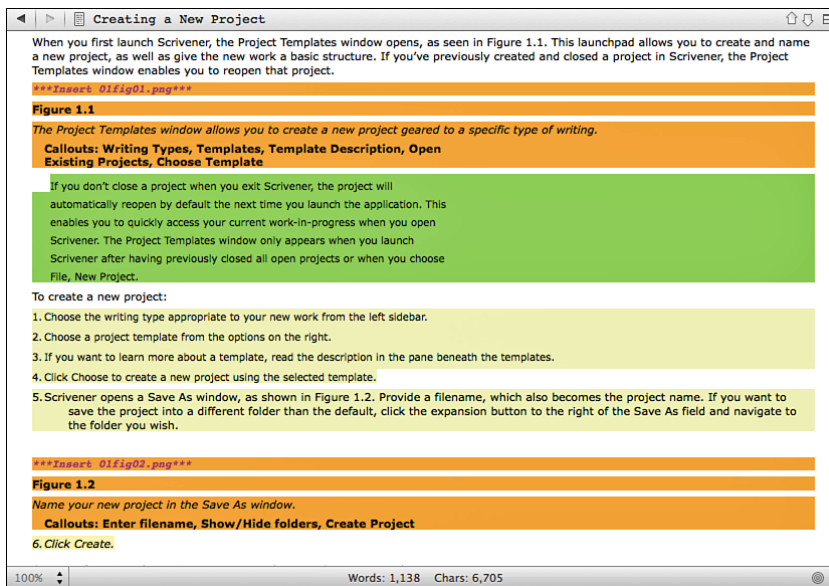 Creating a New Project
When you first launch Scrivener, the Project Templates window opens, as seen in Figure 1.1. This launchpad allows you to create and name
a new project, as well as give the new work a basic structure. If you've previously created and closed a project in Scrivener, the Project
Templates window enables you to reopen that project.
***Insert 01fig01.png***
Figure 1.1
The Project Templates window allows you to create a new project geared to a specific type of writing.
Callouts: Writing Types, Templates, Template Description, Open
Existing Projects, Choose Template
If you don't close a project when you exit Scrivener, the project will
automatically reopen by default the next time you launch the application. This
enables you to quickly access your current work-in-progress when you open
Scrivener. The Project Templates window only appears when you launch
Scrivener after having previously closed all open projects or when you choose
File, New Project.
To create a new project:
1. Choose the writing type appropriate to your new work from the left sidebar.
2. Choose a project template from the options on the right.
3. If you want to learn more about a template, read the description in the pane beneath the templates.
4. Click Choose to create a new project using the selected template.
5. Scrivener opens a Save As window, as shown in Figure 1.2. Provide a filename, which also becomes the project name. If you want to
save the project into a different folder than the default, click the expansion button to the right of the Save As field and navigate to
the folder you wish.
***Insert 01fig02.png***
Figure 1.2
Name your new project in the Save As window.
Callouts: Enter filename, Show/Hide folders, Create Project
6. Click Create.
100% Words: 1,138 Chars: 6,705